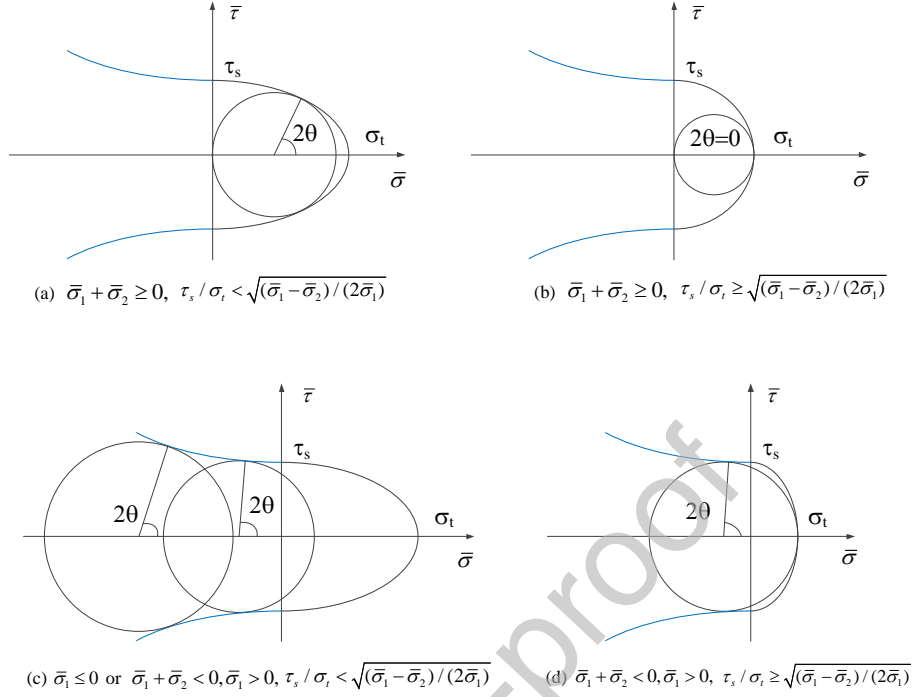 τ̅
τ̅
τₛ
τₛ
2θ
σₜ
2θ=0
σₜ
σ̅
σ̅
(a) σ̅₁ + σ̅₂ ≥ 0, τₛ / σₜ < √((σ̅₁ − σ̅₂) / (2σ̅₁))
(b) σ̅₁ + σ̅₂ ≥ 0, τₛ / σₜ ≥ √((σ̅₁ − σ̅₂) / (2σ̅₁))
τ̅
τ̅
τₛ
τₛ
2θ
2θ
σₜ
2θ
σₜ
σ̅
σ̅
(c) σ̅₁ ≤ 0 or σ̅₁ + σ̅₂ < 0, σ̅₁ > 0, τₛ / σₜ < √((σ̅₁ − σ̅₂) / (2σ̅₁))
(d) σ̅₁ + σ̅₂ < 0, σ̅₁ > 0, τₛ / σₜ ≥ √((σ̅₁ − σ̅₂) / (2σ̅₁))
sproof